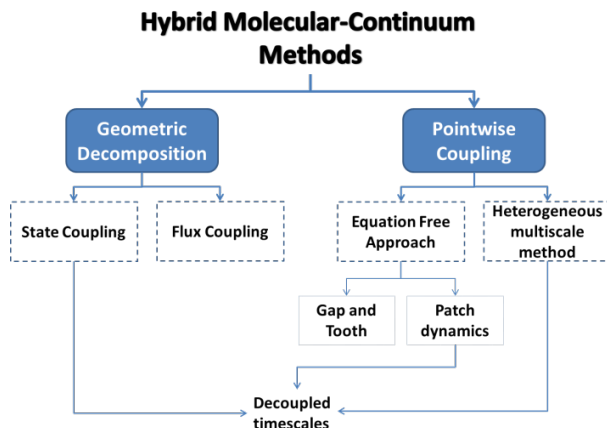 Hybrid Molecular-Continuum
Methods
Geometric
Decomposition
Pointwise
Coupling
State Coupling
Flux Coupling
Equation Free
Approach
Heterogeneous
multiscale
method
Gap and
Tooth
Patch
dynamics
Decoupled
timescales